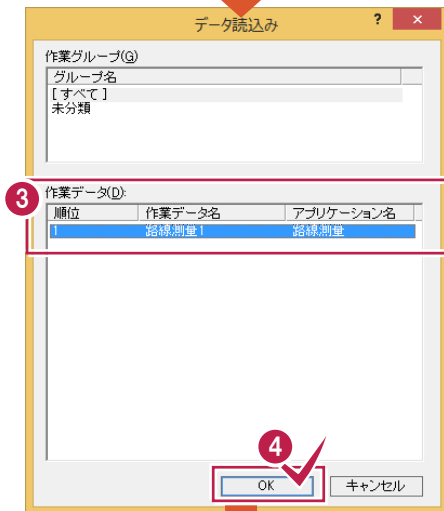 データ読込み
? ×
作業グループ(G)
グループ名
[すべて]
未分類
3
作業データ(D):
順位 作業データ名 アプリケーション名
1 路線測量1 路線測量
4
OK キャンセル